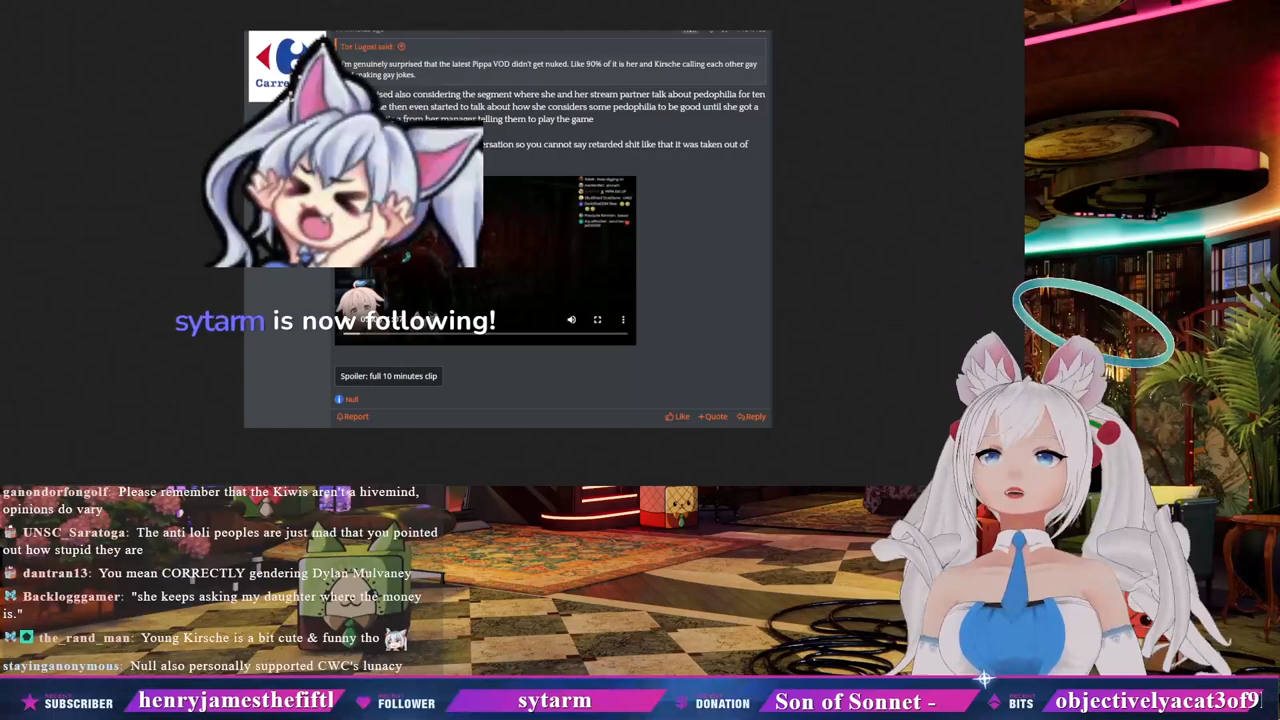 Carre
Tor Lugosi said:
I'm genuinely surprised that the latest Pippa VOD didn't get nuked. Like 90% of it is her and Kirsche calling each other gay
making gay jokes.
also considering the segment where she and her stream partner talk about pedophilia for ten
then even started to talk about how she considers some pedophilia to be good until she got a
from her manager telling them to play the game
so you cannot say retarded shit like that it was taken out of
sytarm is now following!
Spoiler: full 10 minutes clip
Null
Report
Like +Quote Reply
ganondorfongolf: Please remember that the Kiwis aren't a hivemind,
opinions do vary
UNSC_Saratoga: The anti loli peoples are just mad that you pointed
out how stupid they are
dantran13: You mean CORRECTLY gendering Dylan Mulvaney
Backlogggamer: "she keeps asking my daughter where the money
is."
the_rand_man: Young Kirsche is a bit cute & funny tho
stayinganonymous: Null also personally supported CWC's lunacy
RECENT SUBSCRIBER henryjamesthefiftl
RECENT FOLLOWER sytarm
RECENT DONATION Son of Sonnet -
RECENT BITS objectivelyacat3of9